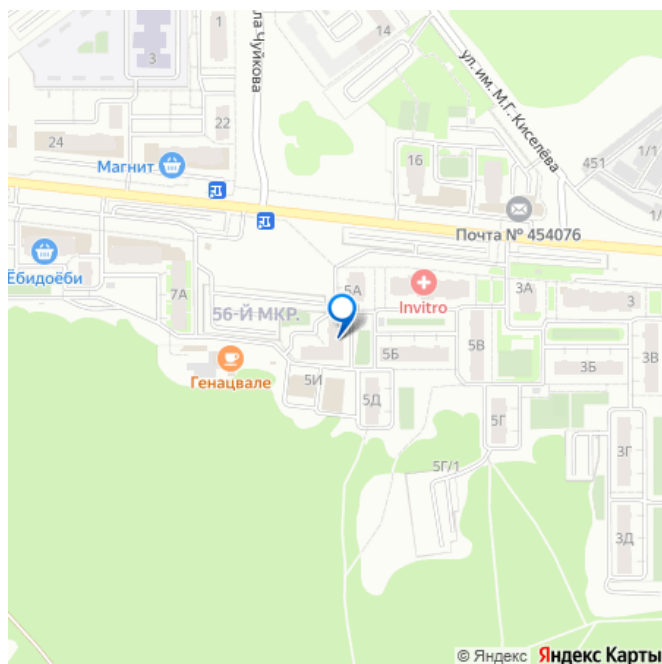 1
14
ла Чуйкова
ул. им. М.Г. Киселёва
3
22
24
Магнит
16
451
1/1
1/
Почта № 454076
Ёбидоёби
7А
5А
Invitro
3А
3
56-Й МКР.
5Б
5В
3Б
3В
Генацвале
5И
5Д
5Г
5Г/1
3Г
3Д
© Яндекс Яндекс Карты